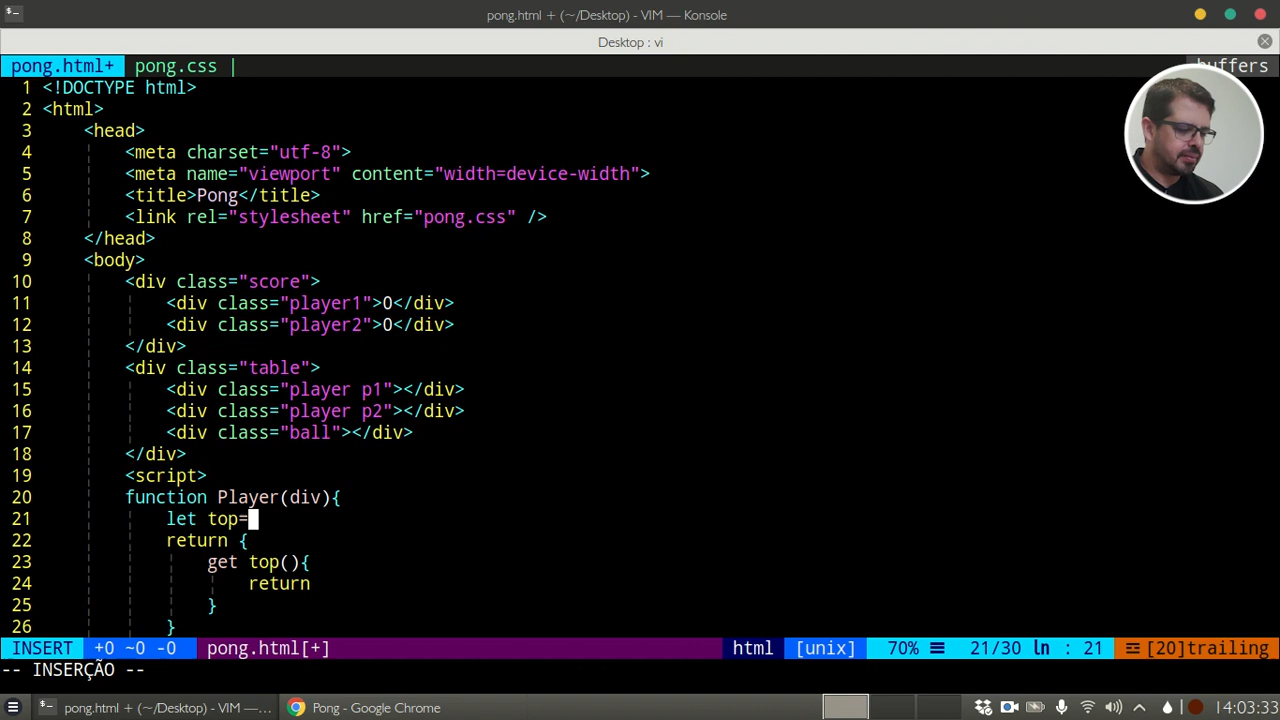 pong.html + (~/Desktop) - VIM — Konsole
Desktop : vi
pong.html+ pong.css | buffers
1 <!DOCTYPE html>
2 <html>
3 <head>
4 <meta charset="utf-8">
5 <meta name="viewport" content="width=device-width">
6 <title>Pong</title>
7 <link rel="stylesheet" href="pong.css" />
8 </head>
9 <body>
10 <div class="score">
11 <div class="player1">0</div>
12 <div class="player2">0</div>
13 </div>
14 <div class="table">
15 <div class="player p1"></div>
16 <div class="player p2"></div>
17 <div class="ball"></div>
18 </div>
19 <script>
20 function Player(div){
21 let top=
22 return {
23 get top(){
24 return
25 }
26 }
INSERT +0 ~0 -0 pong.html[+] html [unix] 70% ☰ 21/30 ln : 21 ☲ [20]trailing
-- INSERÇÃO --
pong.html + (~/Desktop) - VIM —... Pong - Google Chrome 14:03:33